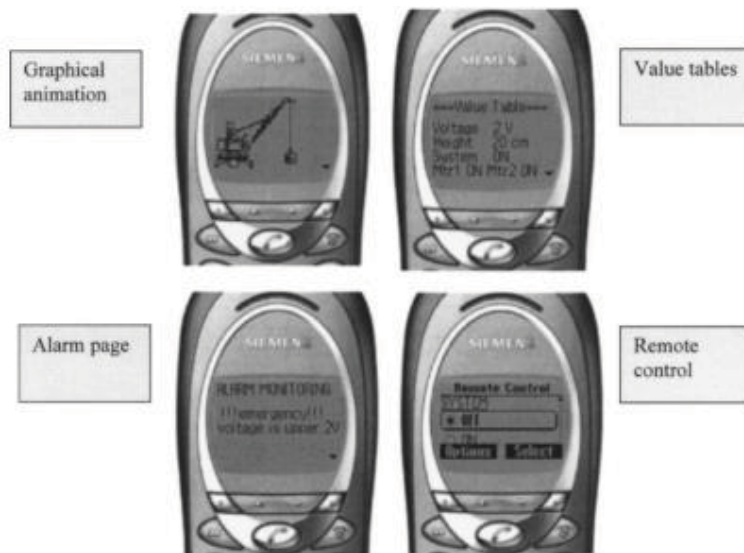 Graphical
animation
SIEMENS
SIEMENS
===Value Table===
Voltage 2 V
Height 20 cm
System ON
Mtr1 ON Mtr2 ON
Value tables
Alarm page
SIEMENS
ALARM MONITORING
!!!emergency!!!
voltage is upper 2V
SIEMENS
Remote Control
SYSTEM
OFF
ON
Options Select
Remote
control